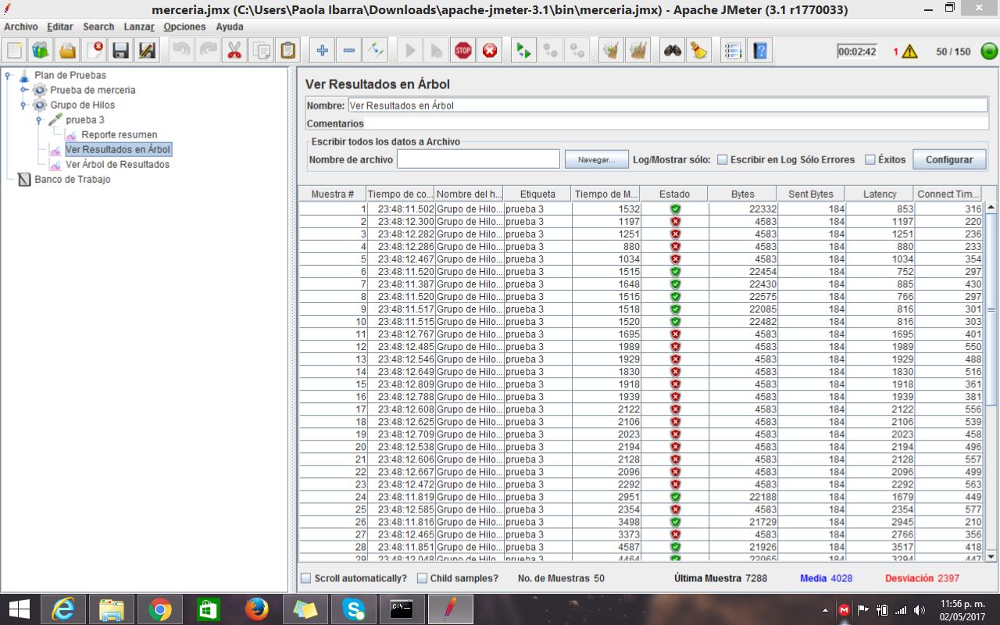 merceria.jmx (C:\Users\Paola Ibarra\Downloads\apache-jmeter-3.1\bin\merceria.jmx) - Apache JMeter (3.1 r1770033)
Archivo Editar Search Lanzar Opciones Ayuda
STOP 00:02:42 1 50 / 150
Plan de Pruebas
Prueba de merceria
Grupo de Hilos
prueba 3
Reporte resumen
Ver Resultados en Árbol
Ver Árbol de Resultados
Banco de Trabajo
Ver Resultados en Árbol
Nombre: Ver Resultados en Árbol
Comentarios
Escribir todos los datos a Archivo
Nombre de archivo Navegar... Log/Mostrar sólo: Escribir en Log Sólo Errores Éxitos Configurar
Muestra # Tiempo de co... Nombre del h... Etiqueta Tiempo de M... Estado Bytes Sent Bytes Latency Connect Tim...
1 23:48:11.502 Grupo de Hilo... prueba 3 1532 22332 184 853 316
2 23:48:12.300 Grupo de Hilo... prueba 3 1197 4583 184 1197 220
3 23:48:12.282 Grupo de Hilo... prueba 3 1251 4583 184 1251 236
4 23:48:12.286 Grupo de Hilo... prueba 3 880 4583 184 880 233
5 23:48:12.467 Grupo de Hilo... prueba 3 1034 4583 184 1034 354
6 23:48:11.520 Grupo de Hilo... prueba 3 1515 22454 184 752 297
7 23:48:11.387 Grupo de Hilo... prueba 3 1648 22430 184 885 430
8 23:48:11.520 Grupo de Hilo... prueba 3 1515 22575 184 766 297
9 23:48:11.517 Grupo de Hilo... prueba 3 1518 22085 184 816 301
10 23:48:11.515 Grupo de Hilo... prueba 3 1520 22482 184 816 303
11 23:48:12.767 Grupo de Hilo... prueba 3 1695 4583 184 1695 401
12 23:48:12.485 Grupo de Hilo... prueba 3 1989 4583 184 1989 550
13 23:48:12.546 Grupo de Hilo... prueba 3 1929 4583 184 1929 488
14 23:48:12.649 Grupo de Hilo... prueba 3 1830 4583 184 1830 516
15 23:48:12.809 Grupo de Hilo... prueba 3 1918 4583 184 1918 361
16 23:48:12.788 Grupo de Hilo... prueba 3 1939 4583 184 1939 381
17 23:48:12.608 Grupo de Hilo... prueba 3 2122 4583 184 2122 556
18 23:48:12.625 Grupo de Hilo... prueba 3 2106 4583 184 2106 539
19 23:48:12.709 Grupo de Hilo... prueba 3 2023 4583 184 2023 458
20 23:48:12.538 Grupo de Hilo... prueba 3 2194 4583 184 2194 496
21 23:48:12.606 Grupo de Hilo... prueba 3 2128 4583 184 2128 557
22 23:48:12.667 Grupo de Hilo... prueba 3 2096 4583 184 2096 499
23 23:48:12.472 Grupo de Hilo... prueba 3 2292 4583 184 2292 563
24 23:48:11.819 Grupo de Hilo... prueba 3 2951 22188 184 1679 449
25 23:48:12.585 Grupo de Hilo... prueba 3 2354 4583 184 2354 577
26 23:48:11.816 Grupo de Hilo... prueba 3 3498 21729 184 2945 210
27 23:48:12.465 Grupo de Hilo... prueba 3 3373 4583 184 2766 356
28 23:48:11.851 Grupo de Hilo... prueba 3 4587 21926 184 3517 418
29 23:48:12.048 Grupo de Hilo... prueba 3 4464 22065 184 3294 447
Scroll automatically? Child samples? No. de Muestras 50 Última Muestra 7288 Media 4028 Desviación 2397
11:56 p. m.
02/05/2017